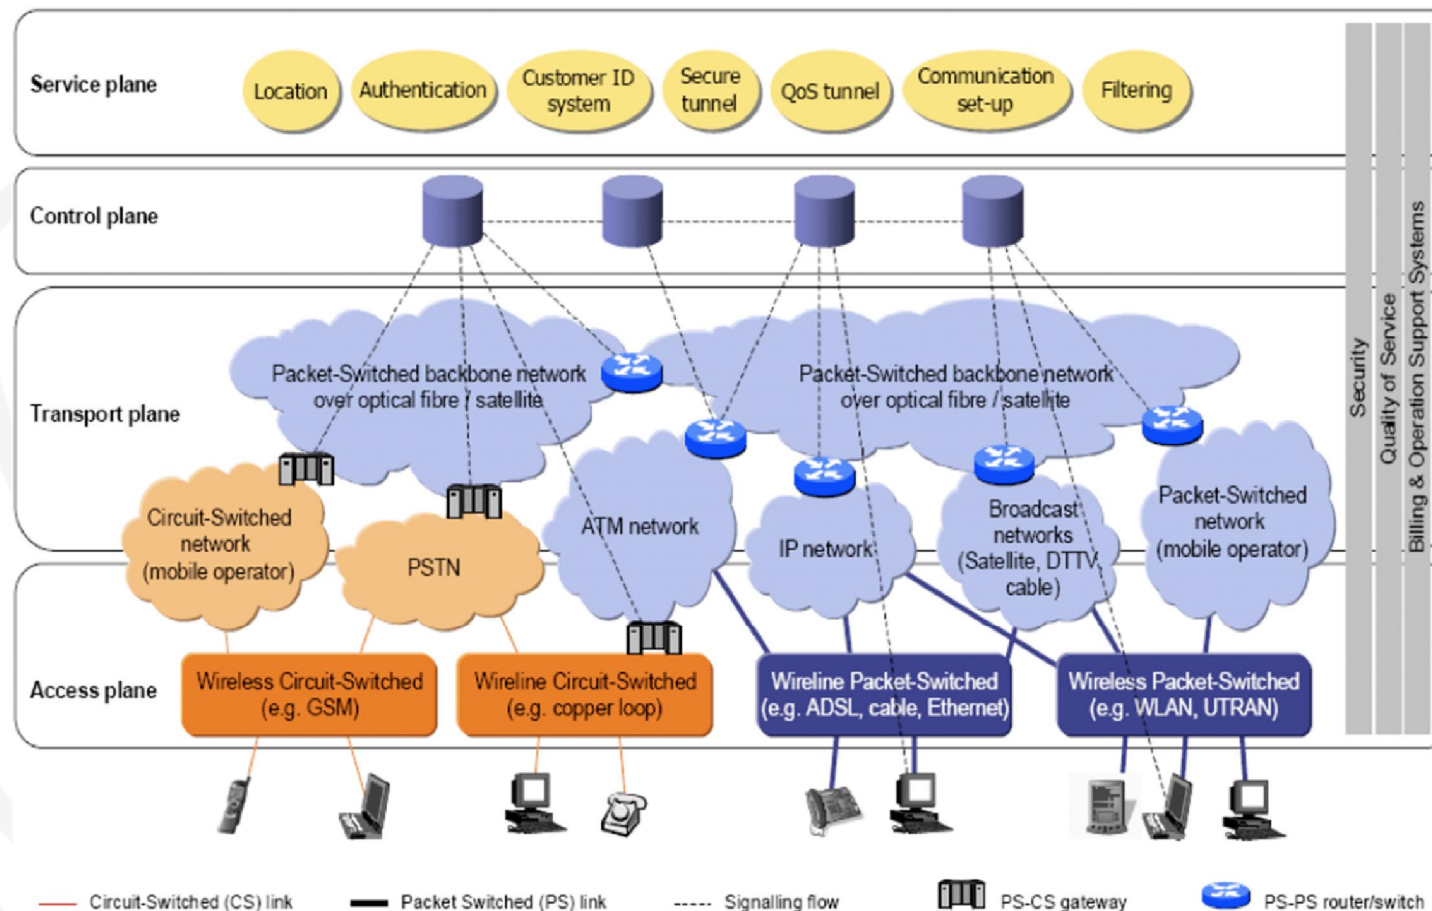 Service plane
Location
Authentication
Customer ID
system
Secure
tunnel
QoS tunnel
Communication
set-up
Filtering
Control plane
Transport plane
Packet-Switched backbone network
over optical fibre / satellite
Packet-Switched backbone network
over optical fibre / satellite
Circuit-Switched
network
(mobile operator)
PSTN
ATM network
IP network
Broadcast
networks
(Satellite, DTTV,
cable)
Packet-Switched
network
(mobile operator)
Access plane
Wireless Circuit-Switched
(e.g. GSM)
Wireline Circuit-Switched
(e.g. copper loop)
Wireline Packet-Switched
(e.g. ADSL, cable, Ethernet)
Wireless Packet-Switched
(e.g. WLAN, UTRAN)
Security
Quality of Service
Billing & Operation Support Systems
Circuit-Switched (CS) link
Packet Switched (PS) link
Signalling flow
PS-CS gateway
PS-PS router/switch